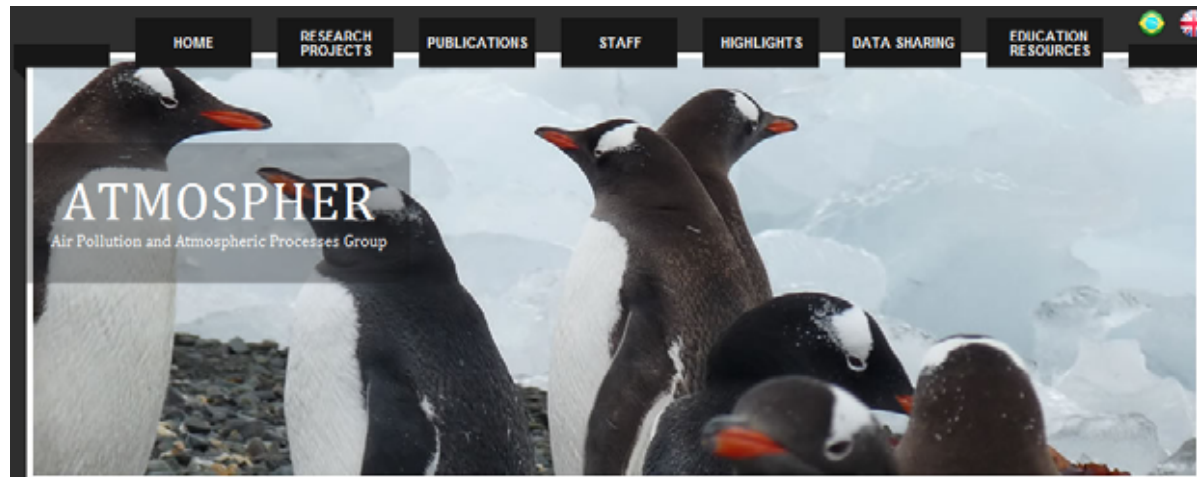 HOME
RESEARCH
PROJECTS
PUBLICATIONS
STAFF
HIGHLIGHTS
DATA SHARING
EDUCATION
RESOURCES
ATMOSPHER
Air Pollution and Atmospheric Processes Group